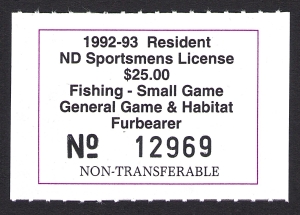 1992-93 Resident
ND Sportsmens License
$25.00
Fishing - Small Game
General Game & Habitat
Furbearer
Nº 12969
NON-TRANSFERABLE